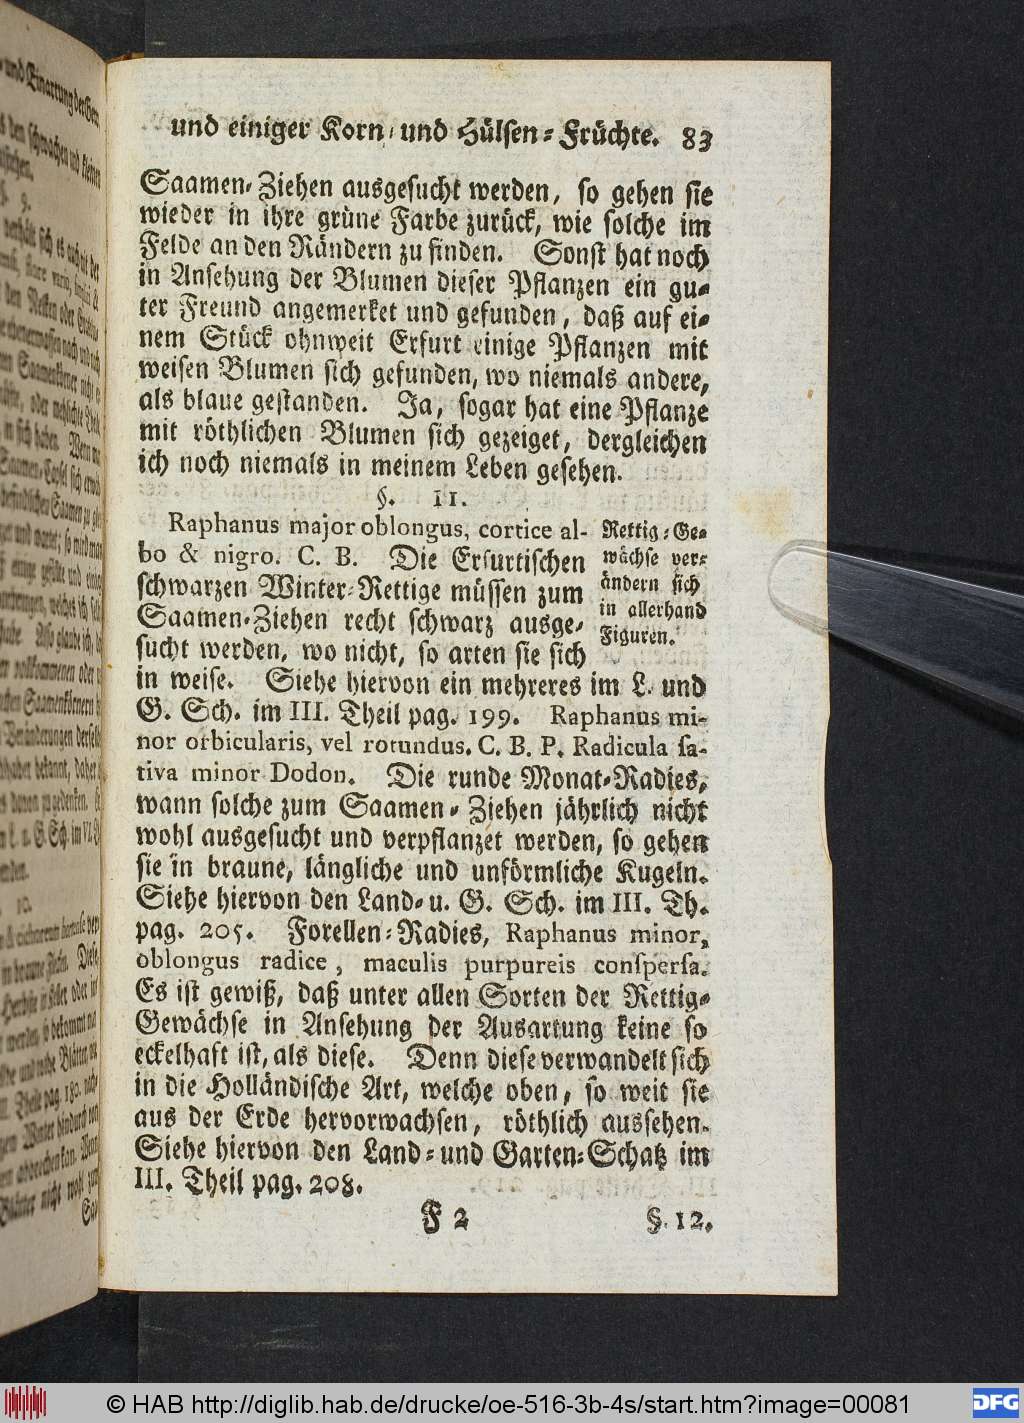 und einiger Korn- und Hülsen-Früchte. 83
Saamen-Ziehen ausgesucht werden, so gehen sie
wieder in ihre grüne Farbe zurück, wie solche im
Felde an den Rändern zu finden. Sonst hat noch
in Ansehung der Blumen dieser Pflanzen ein gu-
ter Freund angemerket und gefunden, daß auf ei-
nem Stück ohnweit Erfurt einige Pflanzen mit
weisen Blumen sich gefunden, wo niemals andere,
als blaue gestanden. Ja, sogar hat eine Pflanze
mit röthlichen Blumen sich gezeiget, dergleichen
ich noch niemals in meinem Leben gesehen.
§. 11.
Raphanus major oblongus, cortice al-
bo & nigro. C. B. Die Erfurtischen
schwarzen Winter-Rettige müssen zum
Saamen-Ziehen recht schwarz ausge-
sucht werden, wo nicht, so arten sie sich
in weise. Siehe hiervon ein mehreres im L. und
G. Sch. im III. Theil pag. 199. Raphanus mi-
nor orbicularis, vel rotundus. C. B. P. Radicula sa-
tiva minor Dodon. Die runde Monat-Radies,
wann solche zum Saamen-Ziehen jährlich nicht
wohl ausgesucht und verpflanzet werden, so gehen
sie in braune, längliche und unförmliche Kugeln.
Siehe hiervon den Land- u. G. Sch. im III. Th.
pag. 205. Forellen-Radies, Raphanus minor,
oblongus radice, maculis purpureis conspersa.
Es ist gewiß, daß unter allen Sorten der Rettig-
Gewächse in Ansehung der Ausartung keine so
eckelhaft ist, als diese. Denn diese verwandelt sich
in die Holländische Art, welche oben, so weit sie
aus der Erde hervorwachsen, röthlich aussehen.
Siehe hiervon den Land- und Garten-Schatz im
III. Theil pag. 208.
F 2 §. 12.
Rettig-Ge-
wächse ver-
ändern sich
in allerhand
Figuren.
© HAB http://diglib.hab.de/drucke/oe-516-3b-4s/start.htm?image=00081
DFG